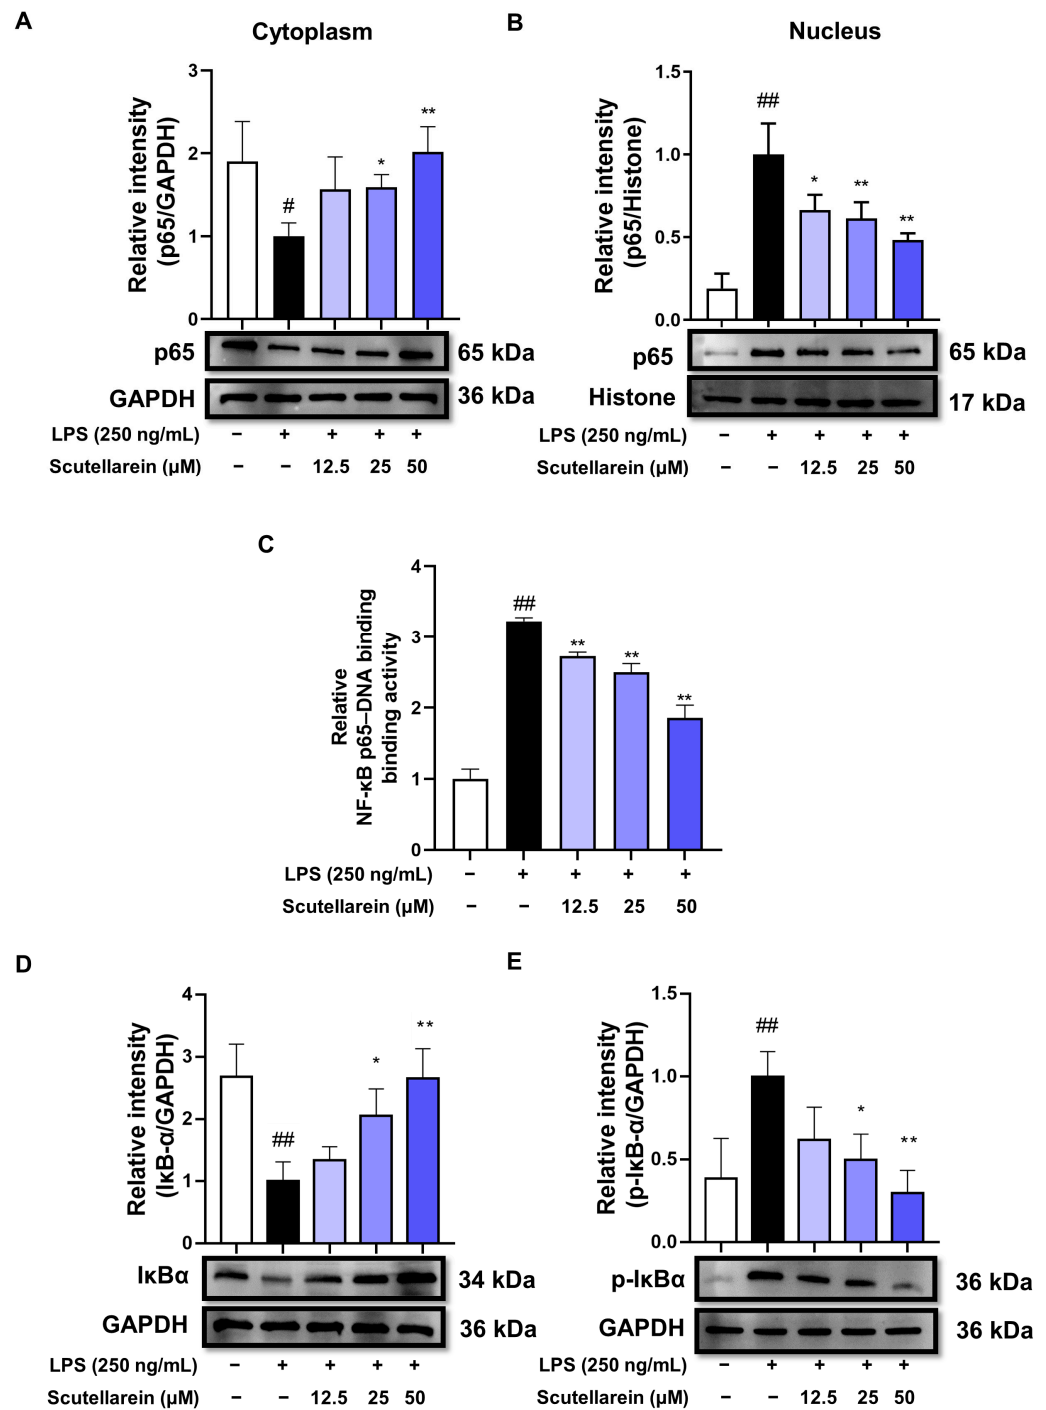 A
Cytoplasm
Relative intensity
(p65/GAPDH)
3
2
1
0
#
*
**
p65
65 kDa
GAPDH
36 kDa
LPS (250 ng/mL) − + + + +
Scutellarein (μM) − − 12.5 25 50
B
Nucleus
Relative intensity
(p65/Histone)
1.5
1.0
0.5
0.0
##
*
**
**
p65
65 kDa
Histone
17 kDa
LPS (250 ng/mL) − + + + +
Scutellarein (μM) − − 12.5 25 50
C
Relative
NF-κB p65–DNA binding
binding activity
4
3
2
1
0
##
**
**
**
LPS (250 ng/mL) − + + + +
Scutellarein (μM) − − 12.5 25 50
D
Relative intensity
(IκB-α/GAPDH)
4
3
2
1
0
##
*
**
IκBα
34 kDa
GAPDH
36 kDa
LPS (250 ng/mL) − + + + +
Scutellarein (μM) − − 12.5 25 50
E
Relative intensity
(p-IκB-α/GAPDH)
1.5
1.0
0.5
0.0
##
*
**
p-IκBα
36 kDa
GAPDH
36 kDa
LPS (250 ng/mL) − + + + +
Scutellarein (μM) − − 12.5 25 50